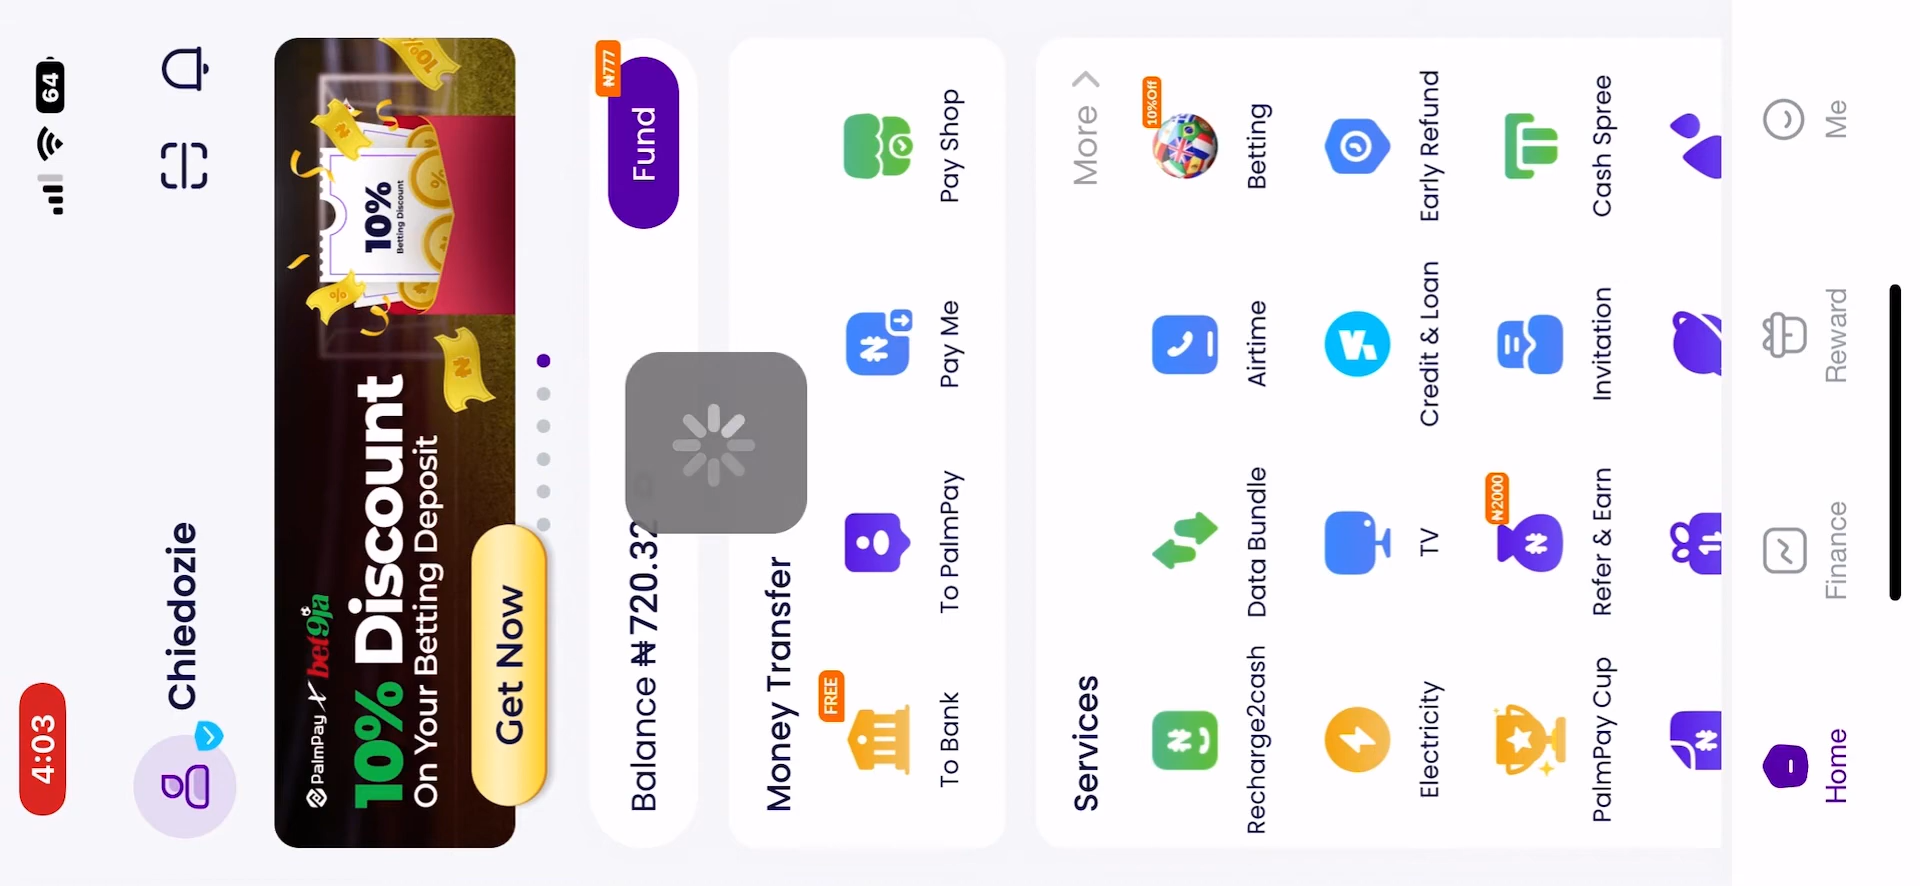 4:03
64
Chiedozie
PalmPay X bet9ja
10% Discount
On Your Betting Deposit
Get Now
10%
Betting Discount
10%
Balance ₦720.32
Fund
₦777
Money Transfer
FREE
To Bank
To PalmPay
Pay Me
Pay Shop
Services
More >
Recharge2cash
Data Bundle
Airtime
10%Off
Betting
Electricity
TV
Credit & Loan
Early Refund
PalmPay Cup
₦2000
Refer & Earn
Invitation
Cash Spree
Home
Finance
Reward
Me